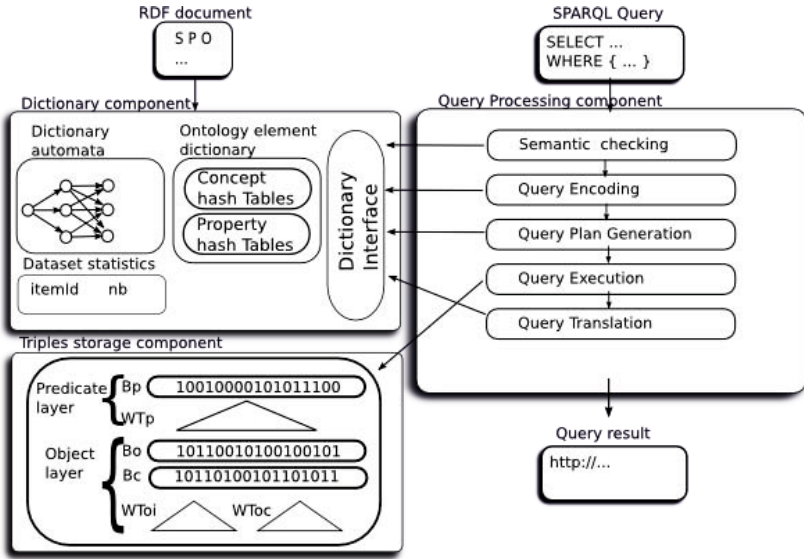 RDF document
S P O
...
SPARQL Query
SELECT ...
WHERE { ... }
Dictionary component
Dictionary
automata
Ontology element
dictionary
Concept
hash Tables
Property
hash Tables
Dictionary
Interface
Dataset statistics
itemId nb
Query Processing component
Semantic checking
Query Encoding
Query Plan Generation
Query Execution
Query Translation
Triples storage component
Predicate
layer
Bp 10010000101011100
WTp
Object
layer
Bo 10110010100100101
Bc 10110100101101011
WToi WToc
Query result
http://...